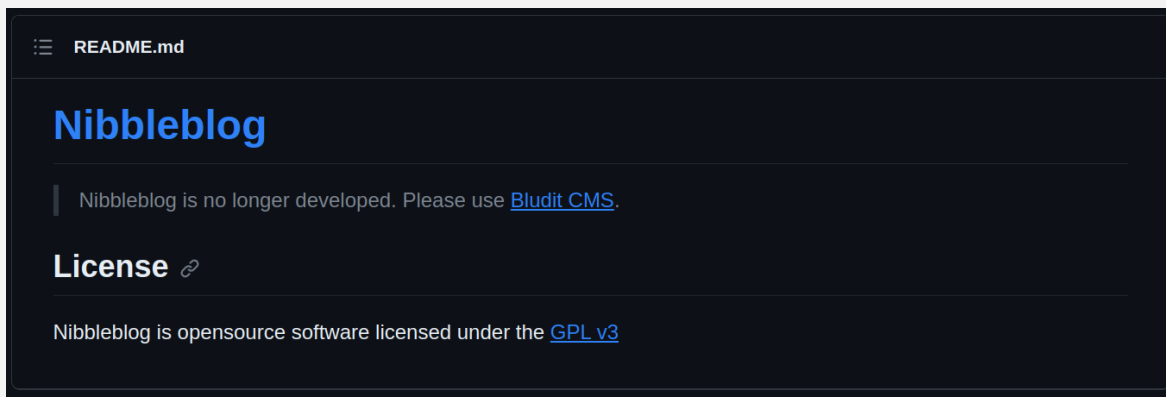 README.md
Nibbleblog
Nibbleblog is no longer developed. Please use Bludit CMS.
License
Nibbleblog is opensource software licensed under the GPL v3